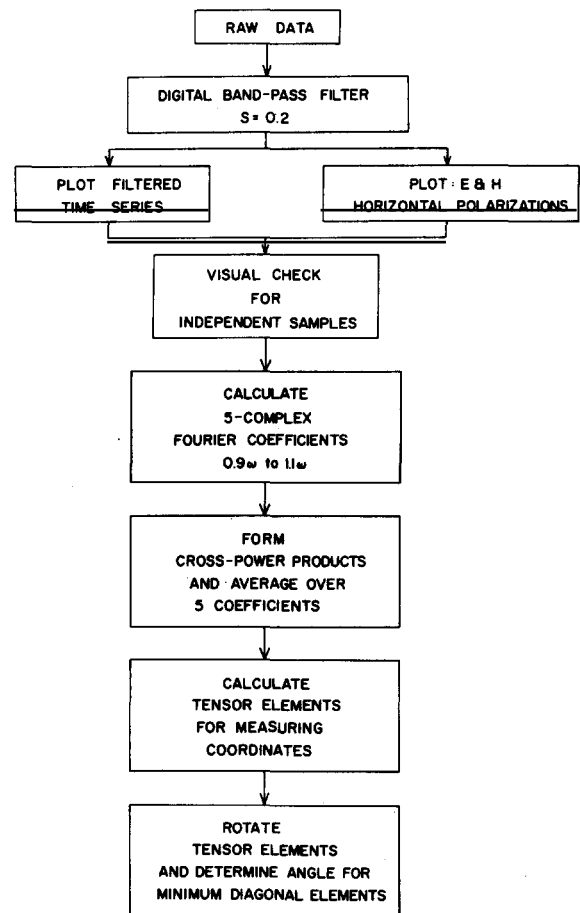 RAW DATA
DIGITAL BAND-PASS FILTER
S = 0.2
PLOT FILTERED
TIME SERIES
PLOT : E & H
HORIZONTAL POLARIZATIONS
VISUAL CHECK
FOR
INDEPENDENT SAMPLES
CALCULATE
5-COMPLEX
FOURIER COEFFICIENTS
0.9ω to 1.1ω
FORM
CROSS-POWER PRODUCTS
AND AVERAGE OVER
5 COEFFICIENTS
CALCULATE
TENSOR ELEMENTS
FOR MEASURING
COORDINATES
ROTATE
TENSOR ELEMENTS
AND DETERMINE ANGLE FOR
MINIMUM DIAGONAL ELEMENTS